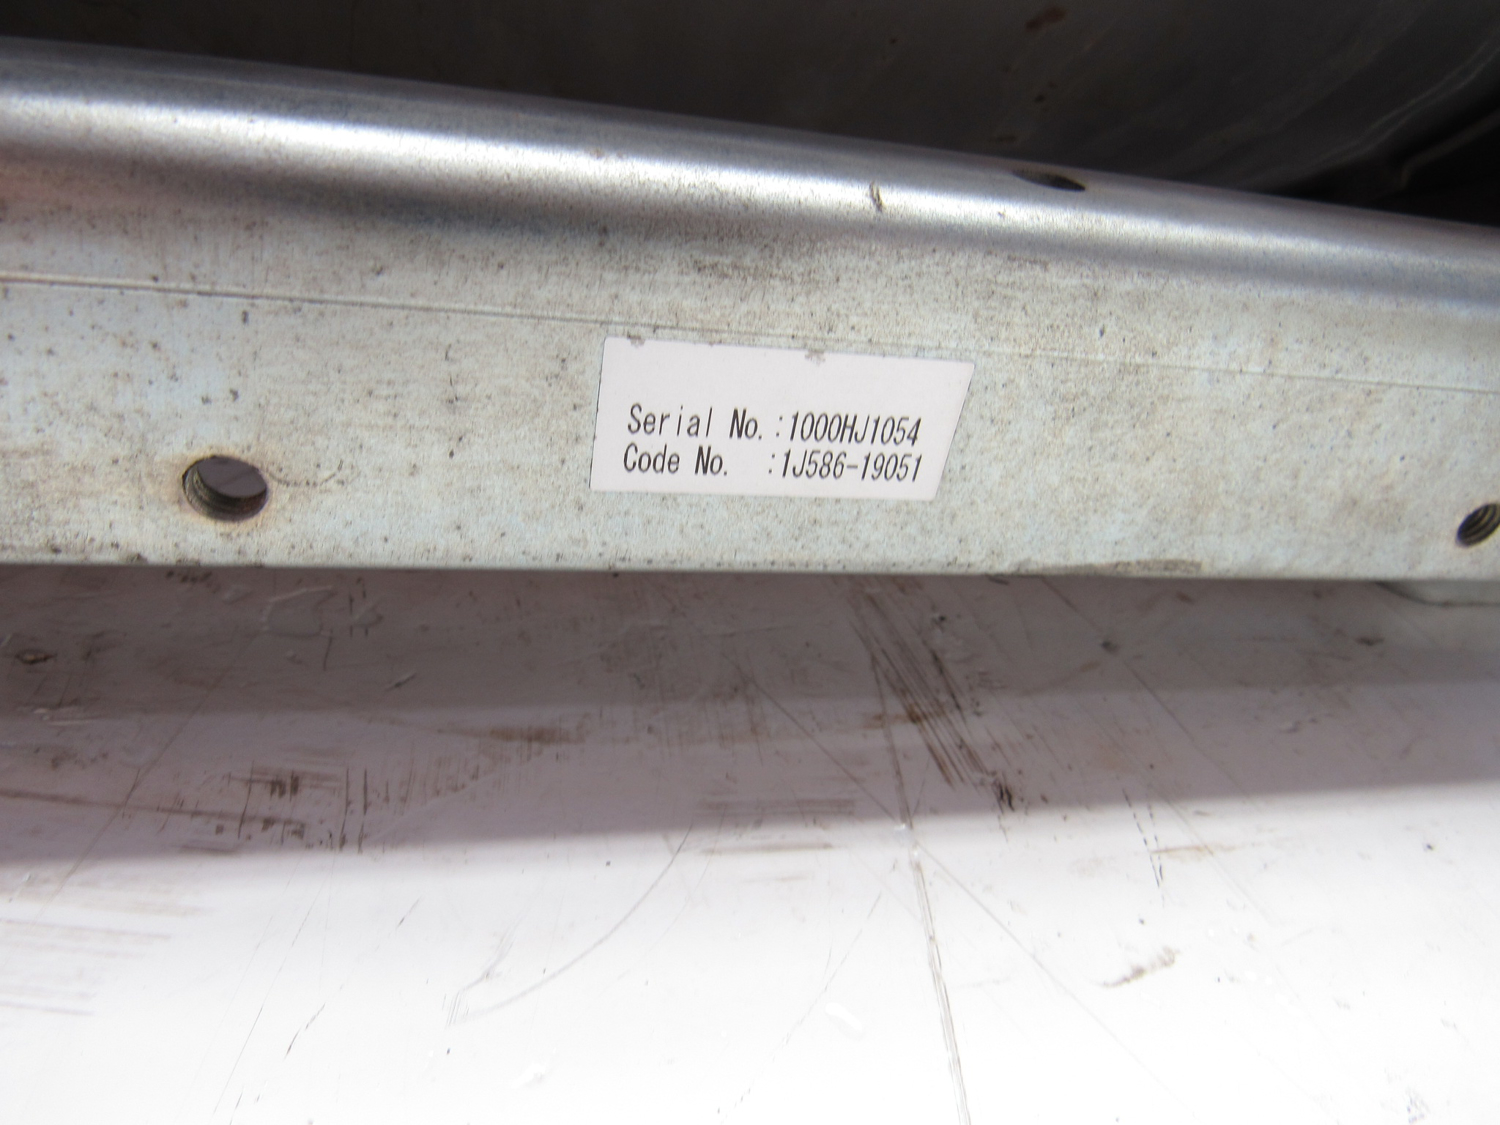 Serial No. :1000HJ1054
Code No. :1J586-19051